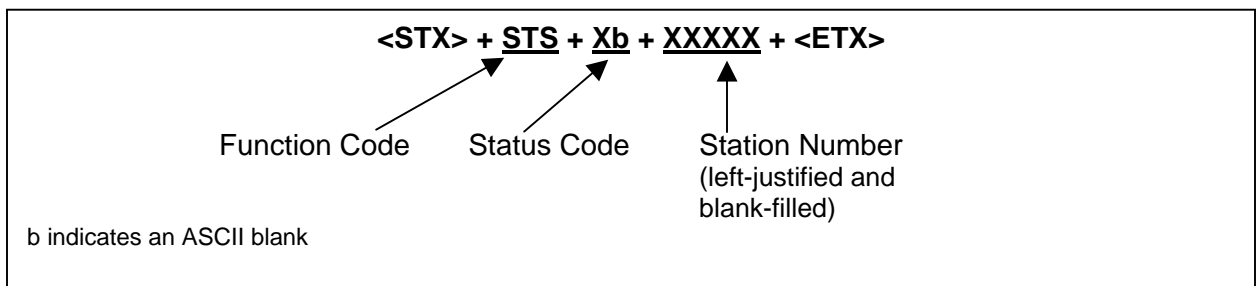 <STX> + STS + Xb + XXXXX + <ETX>
Function Code Status Code Station Number
(left-justified and
blank-filled)
b indicates an ASCII blank